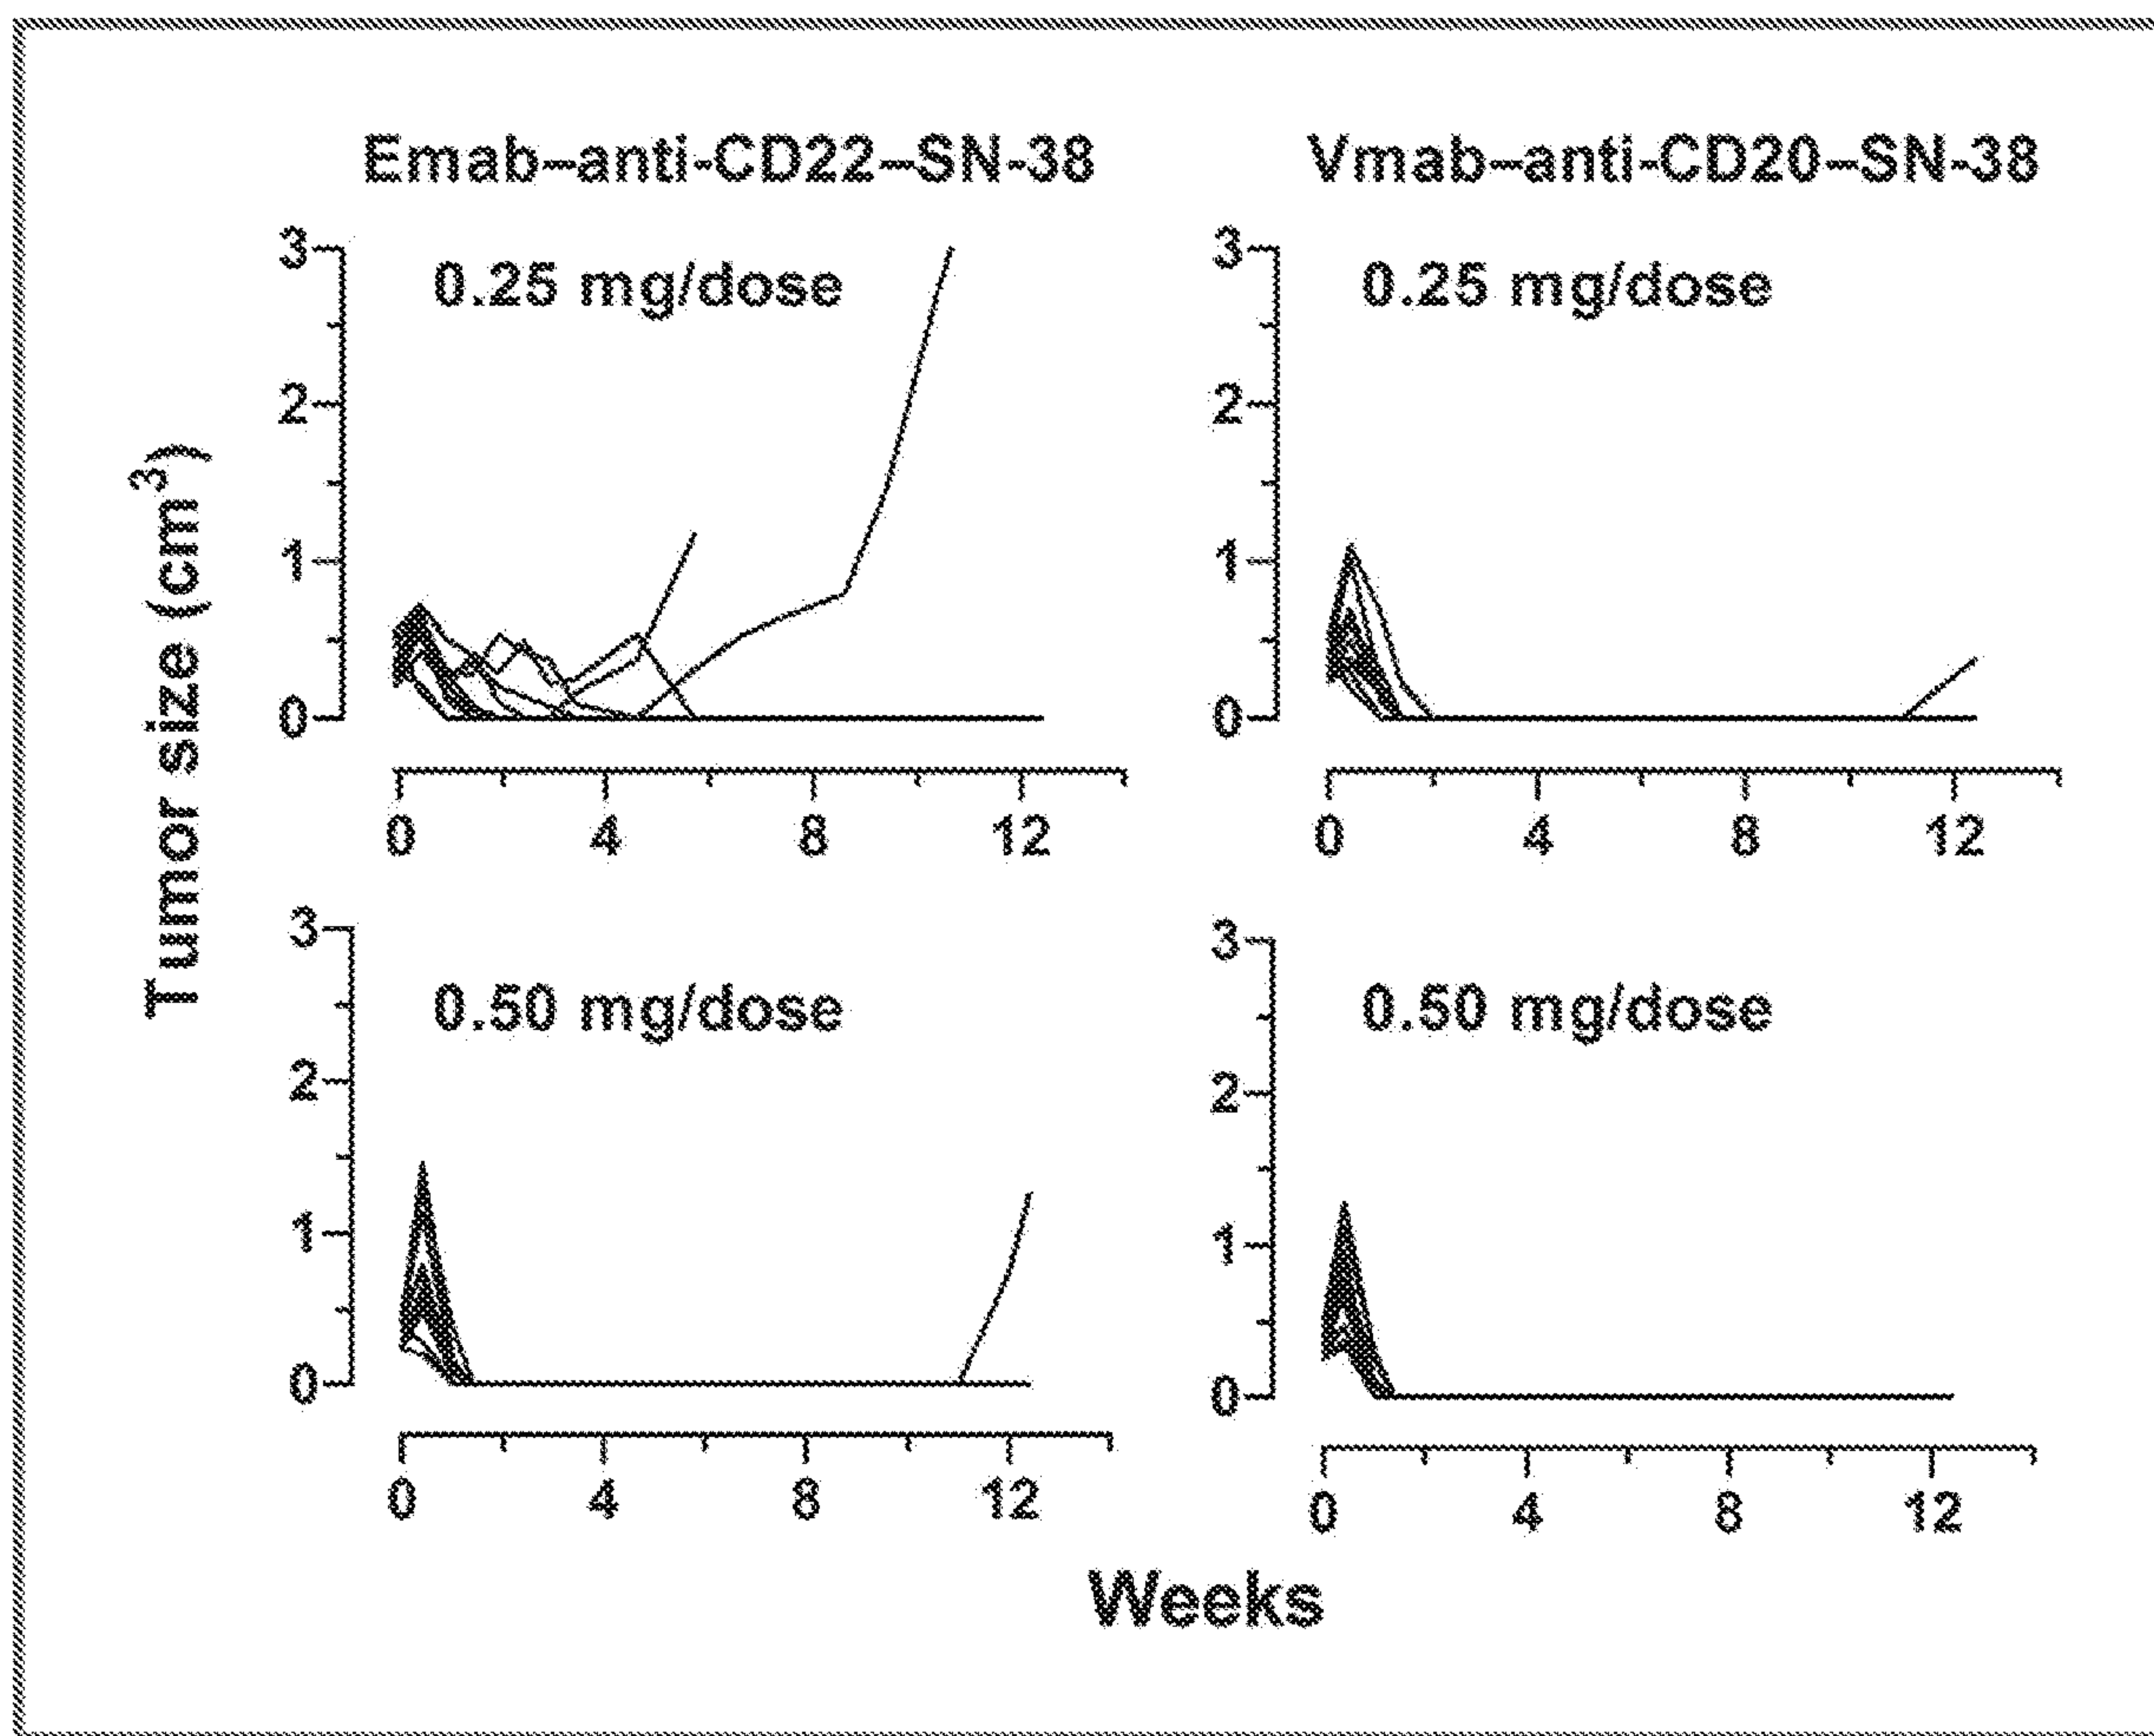 Emab–anti-CD22–SN-38
Vmab–anti-CD20–SN-38
Tumor size (cm³)
0.25 mg/dose
3
2
1
0
0 4 8 12
0.25 mg/dose
3
2
1
0
0 4 8 12
0.50 mg/dose
3
2
1
0
0 4 8 12
0.50 mg/dose
3
2
1
0
0 4 8 12
Weeks